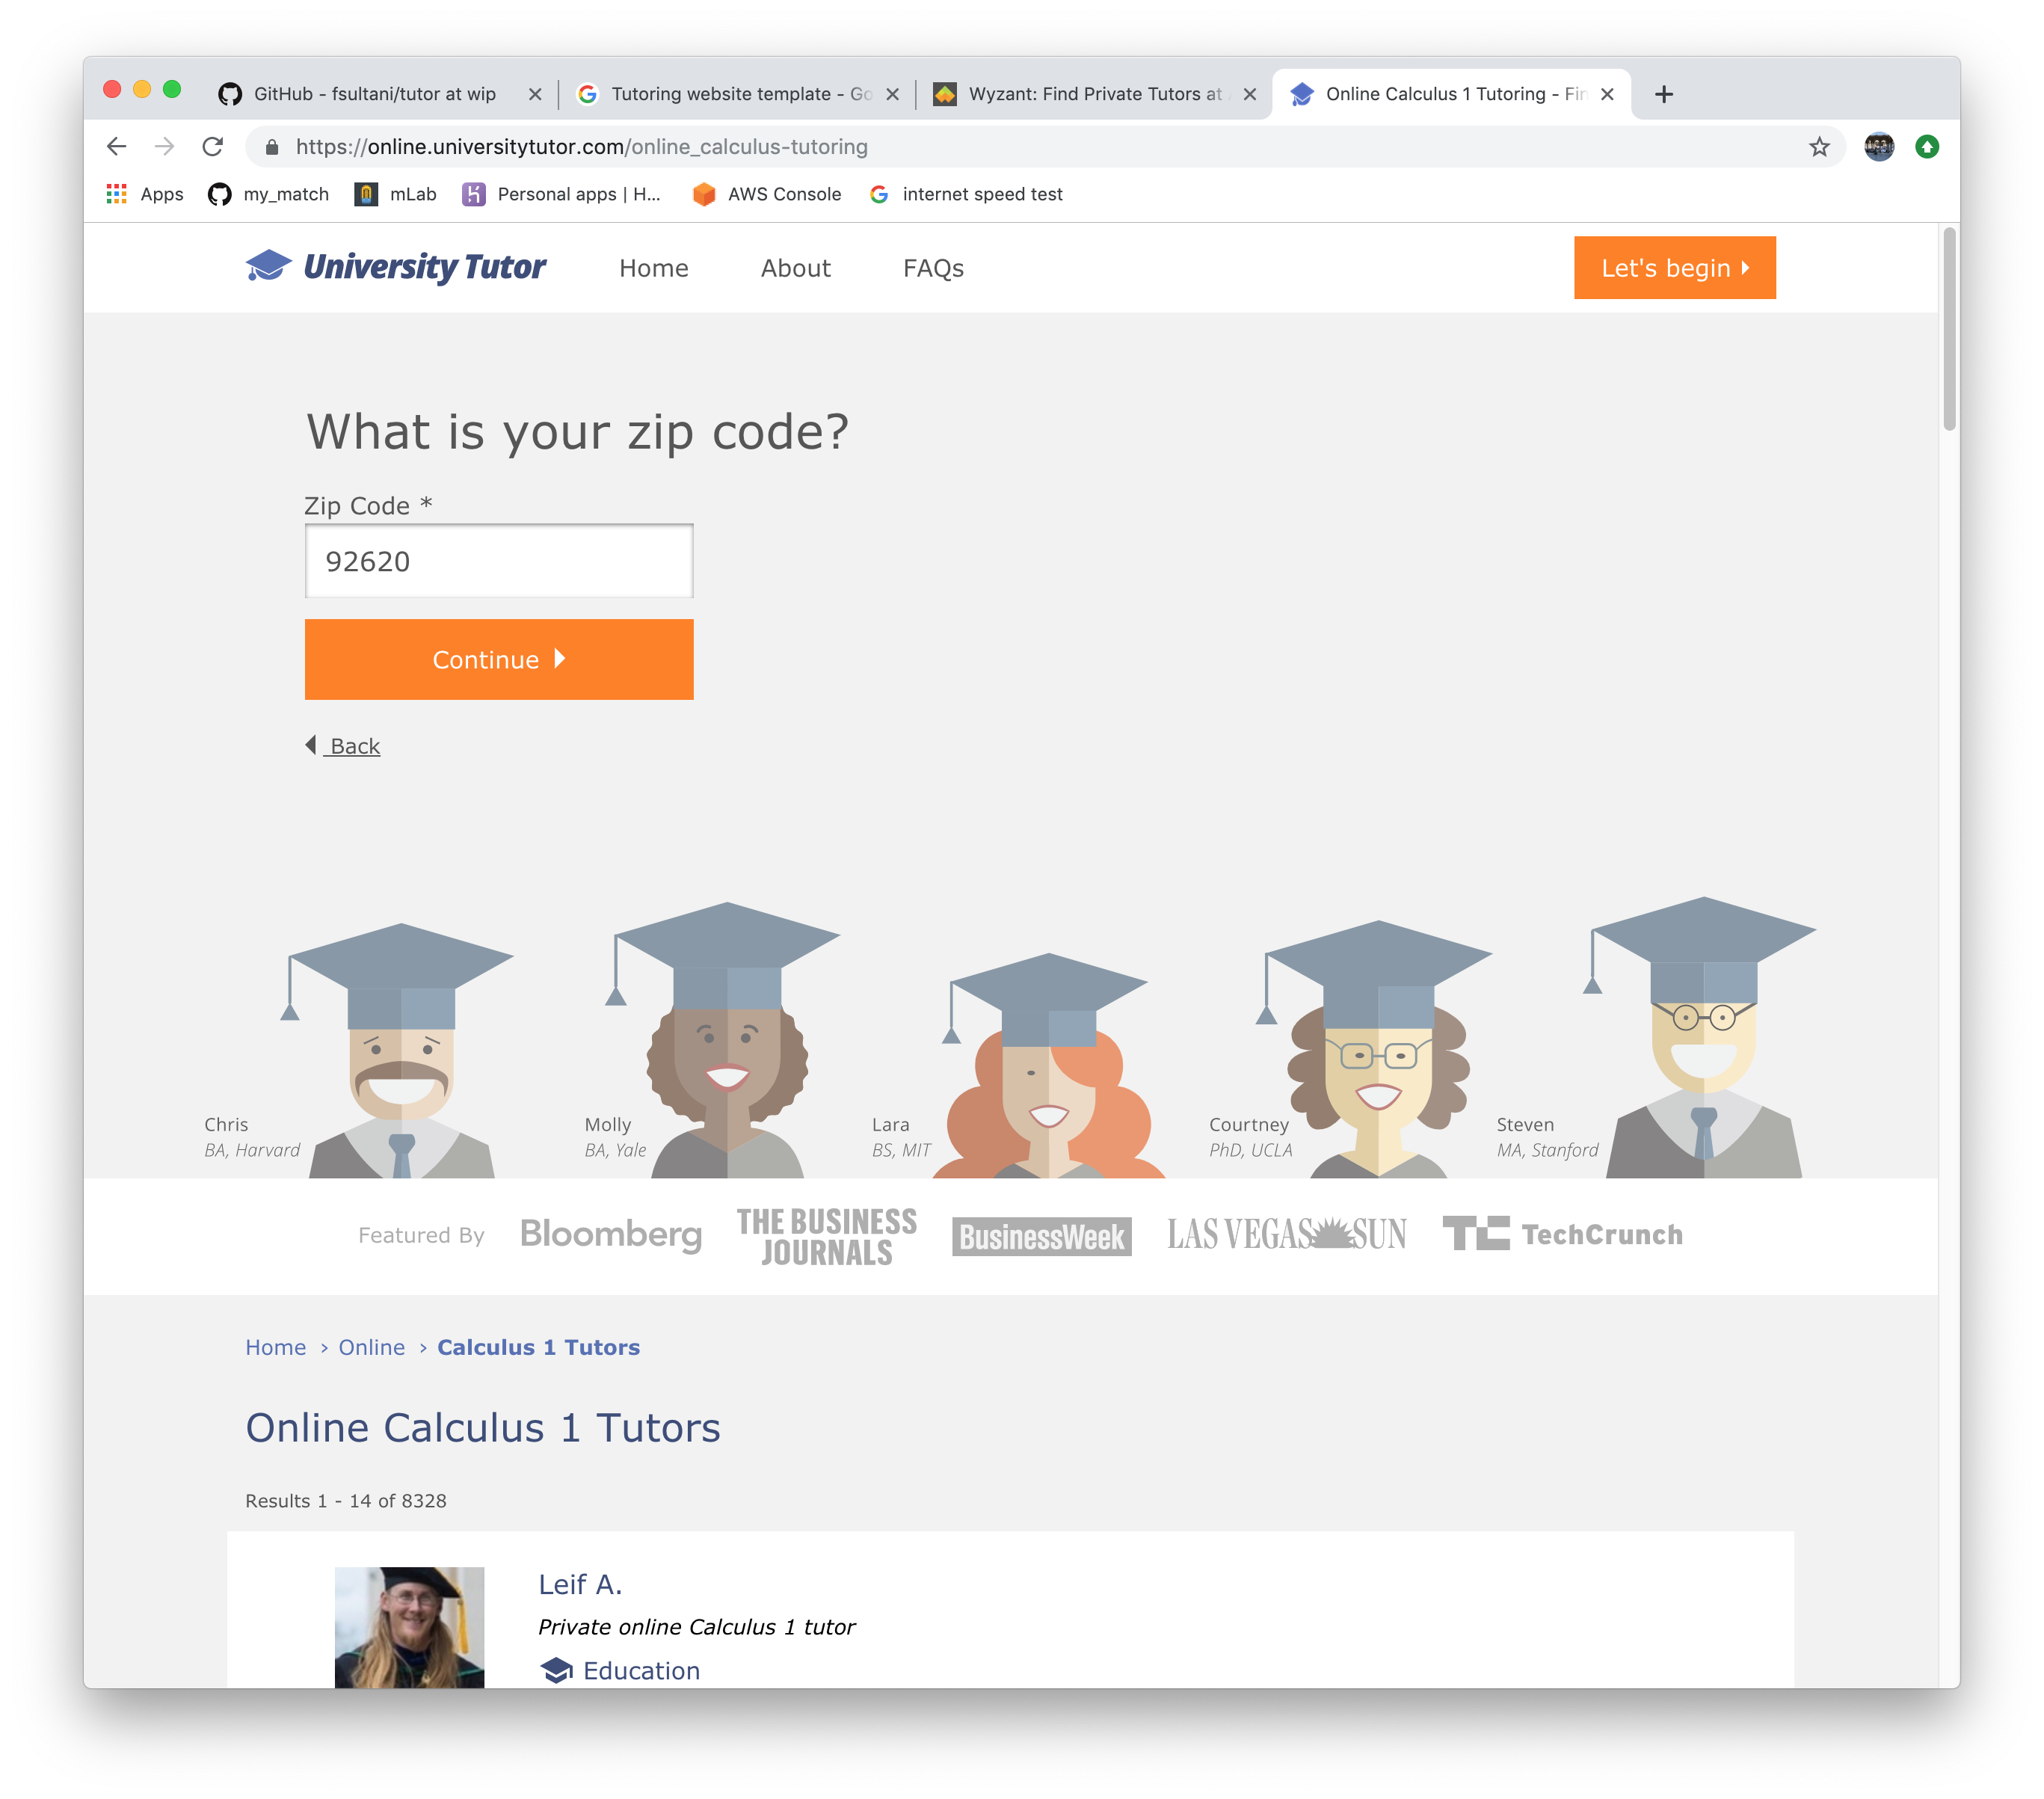 GitHub - fsultani/tutor at wip
Tutoring website template - Go
Wyzant: Find Private Tutors at
Online Calculus 1 Tutoring - Fin
https://online.universitytutor.com/online_calculus-tutoring
Apps
my_match
mLab
Personal apps | H...
AWS Console
internet speed test
University Tutor
Home
About
FAQs
Let's begin
What is your zip code?
Zip Code *
92620
Continue
Back
Chris
BA, Harvard
Molly
BA, Yale
Lara
BS, MIT
Courtney
PhD, UCLA
Steven
MA, Stanford
Featured By
Bloomberg
THE BUSINESS
JOURNALS
BusinessWeek
LAS VEGAS SUN
TC TechCrunch
Home › Online › Calculus 1 Tutors
Online Calculus 1 Tutors
Results 1 - 14 of 8328
Leif A.
Private online Calculus 1 tutor
Education